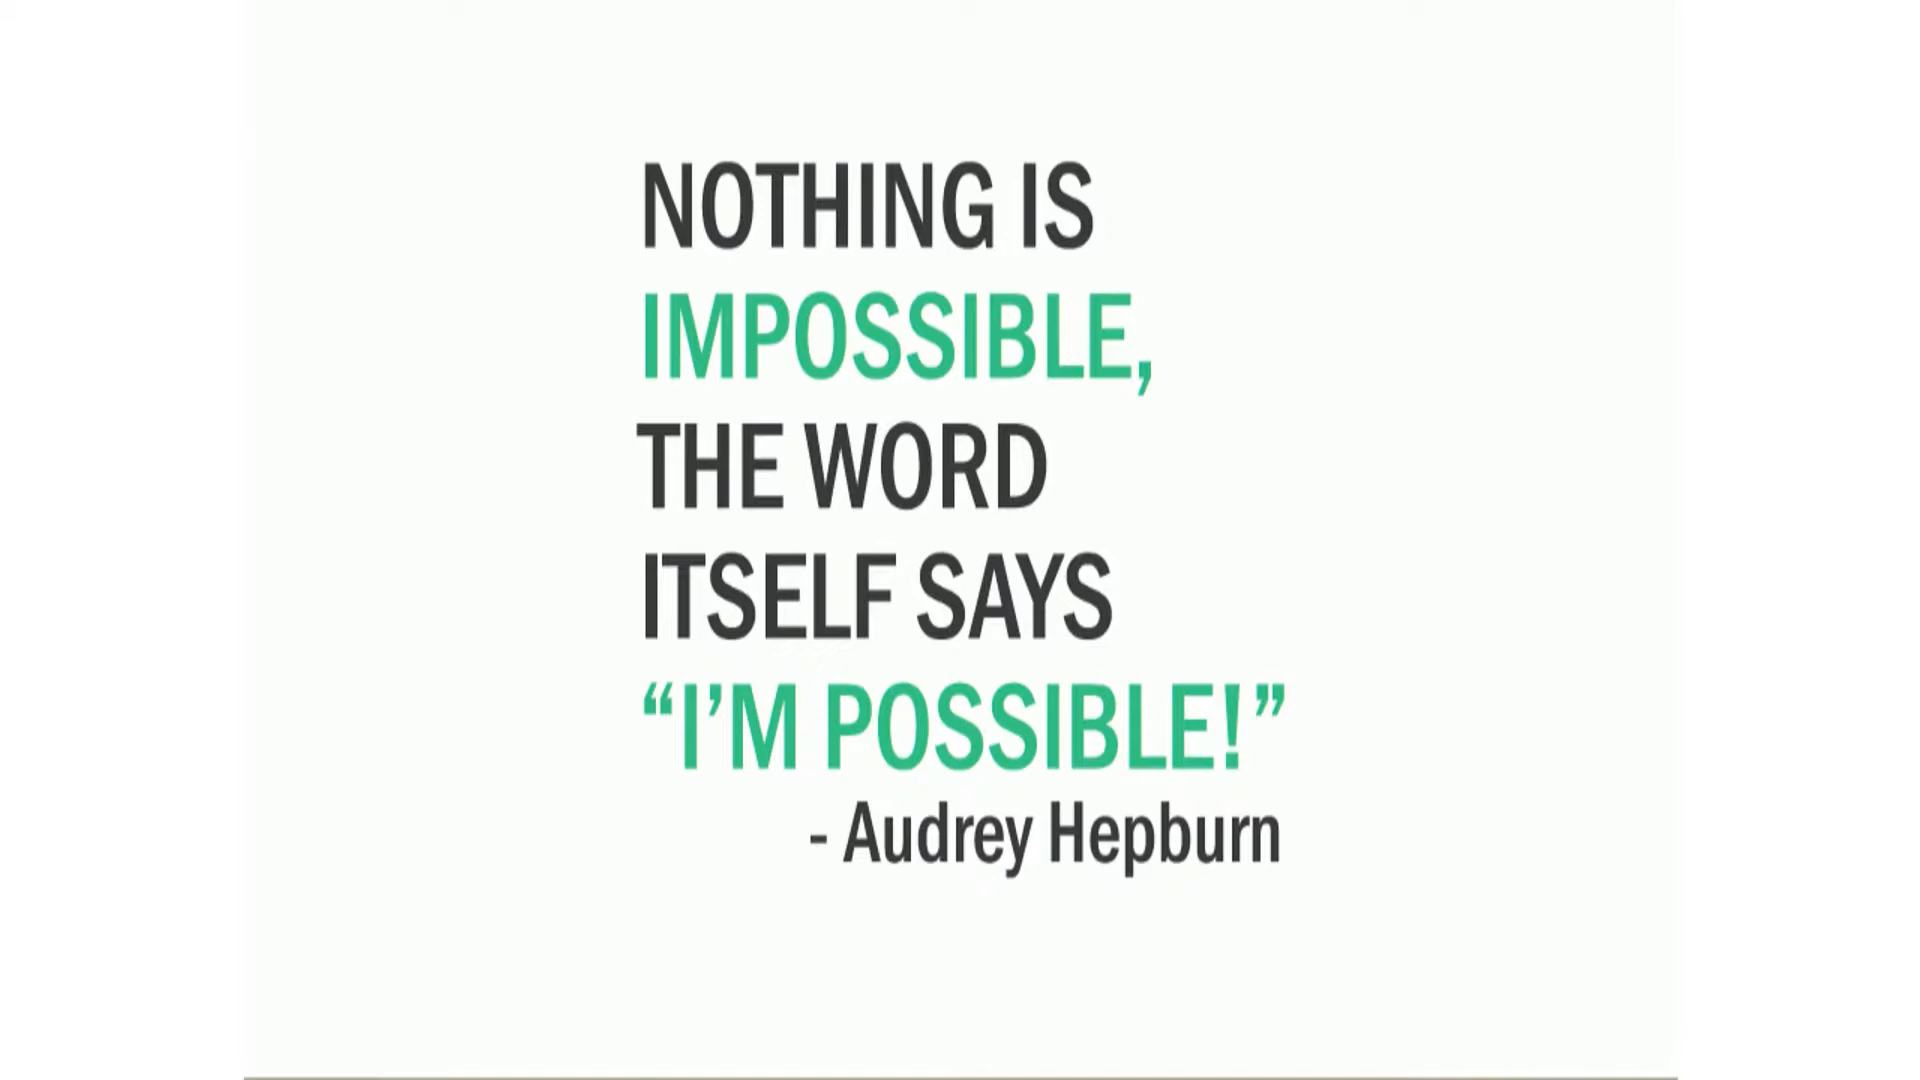 NOTHING IS
IMPOSSIBLE,
THE WORD
ITSELF SAYS
“I’M POSSIBLE!”
- Audrey Hepburn